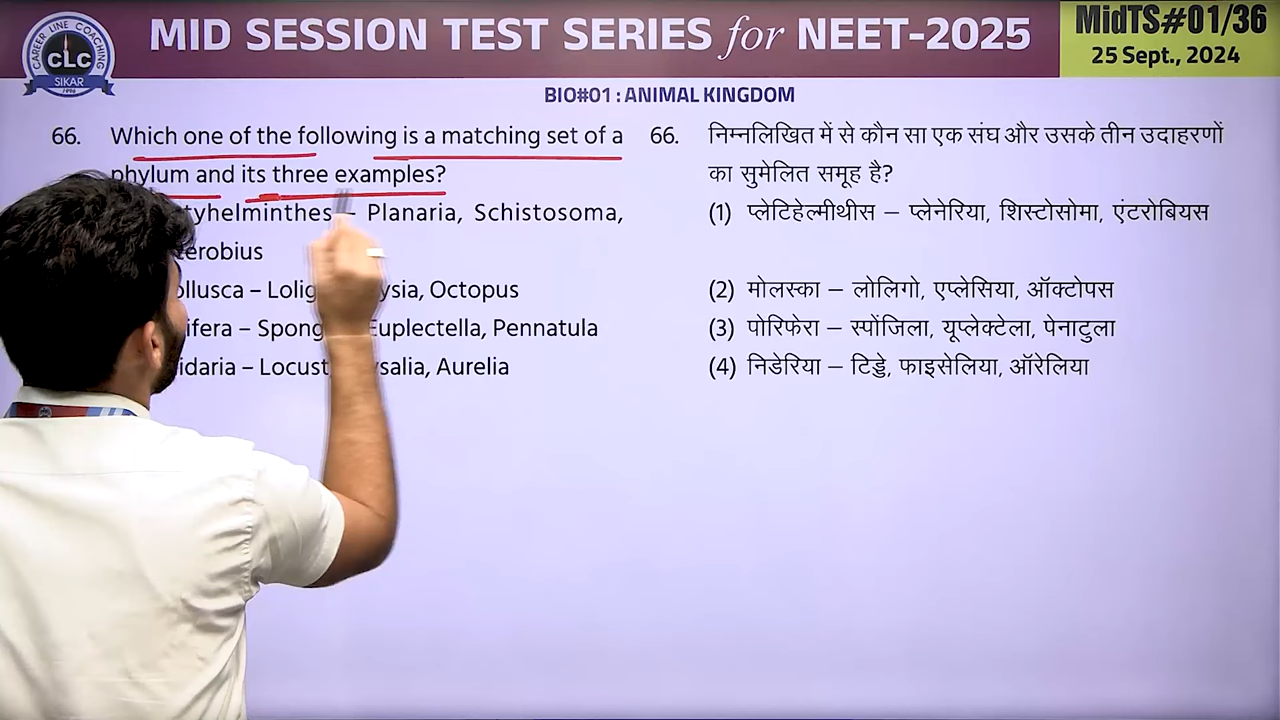 CAREER LINE COACHING
CLC
SIKAR
MID SESSION TEST SERIES for NEET-2025
MidTS#01/36
25 Sept., 2024
BIO#01 : ANIMAL KINGDOM
66. Which one of the following is a matching set of a
phylum and its three examples?
tyhelminthes – Planaria, Schistosoma,
terobius
ollusca – Lolig ysia, Octopus
ifera – Spong Euplectella, Pennatula
idaria – Locust ysalia, Aurelia
66. निम्नलिखित में से कौन सा एक संघ और उसके तीन उदाहरणों
का सुमेलित समूह है?
(1) प्लेटिहेल्मीथीस – प्लेनेरिया, शिस्टोसोमा, एंटरोबियस
(2) मोलस्का – लोलिगो, एप्लेसिया, ऑक्टोपस
(3) पोरिफेरा – स्पोंजिला, यूप्लेक्टेला, पेनाटुला
(4) निडेरिया – टिड्डे, फाइसेलिया, ऑरेलिया